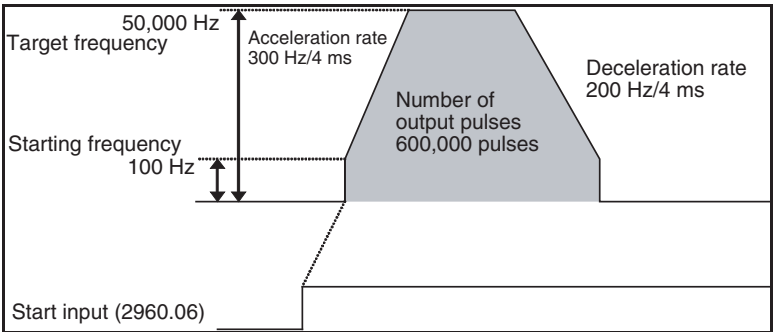 50,000 Hz
Target frequency
Acceleration rate
300 Hz/4 ms
Deceleration rate
200 Hz/4 ms
Number of
output pulses
600,000 pulses
Starting frequency
100 Hz
Start input (2960.06)